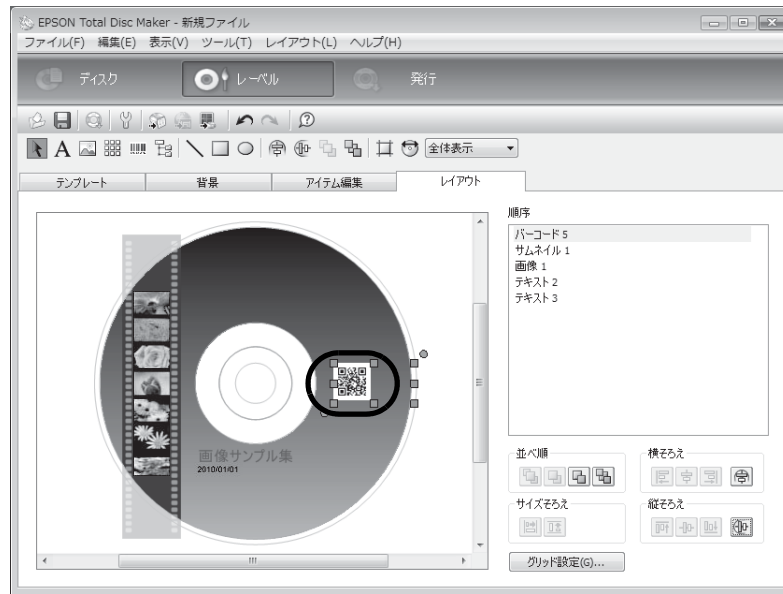 EPSON Total Disc Maker - 新規ファイル
ファイル(F) 編集(E) 表示(V) ツール(T) レイアウト(L) ヘルプ(H)
ディスク レーベル 発行
A 全体表示
テンプレート 背景 アイテム編集 レイアウト
順序
バーコード 5
サムネイル 1
画像 1
テキスト 2
テキスト 3
画像サンプル集
2010/01/01
並べ順 横そろえ
サイズそろえ 縦そろえ
グリッド設定(G)...